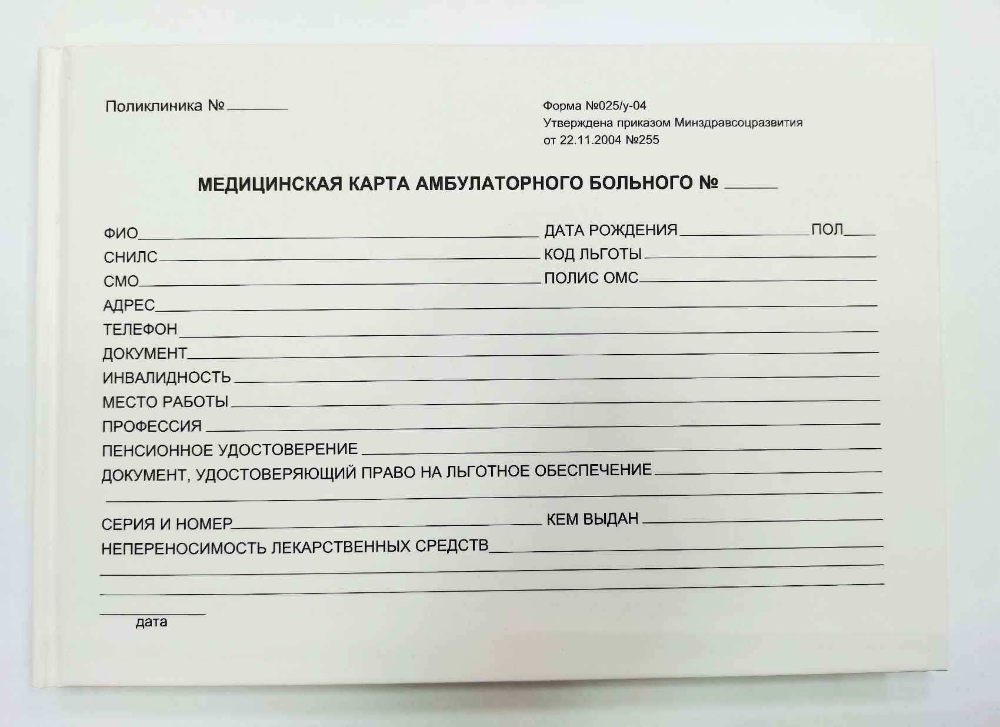 Поликлиника №
Форма №025/у-04
Утверждена приказом Минздравсоцразвития
от 22.11.2004 №255
МЕДИЦИНСКАЯ КАРТА АМБУЛАТОРНОГО БОЛЬНОГО №
ФИО ДАТА РОЖДЕНИЯ ПОЛ
СНИЛС КОД ЛЬГОТЫ
СМО ПОЛИС ОМС
АДРЕС
ТЕЛЕФОН
ДОКУМЕНТ
ИНВАЛИДНОСТЬ
МЕСТО РАБОТЫ
ПРОФЕССИЯ
ПЕНСИОННОЕ УДОСТОВЕРЕНИЕ
ДОКУМЕНТ, УДОСТОВЕРЯЮЩИЙ ПРАВО НА ЛЬГОТНОЕ ОБЕСПЕЧЕНИЕ
СЕРИЯ И НОМЕР КЕМ ВЫДАН
НЕПЕРЕНОСИМОСТЬ ЛЕКАРСТВЕННЫХ СРЕДСТВ
дата